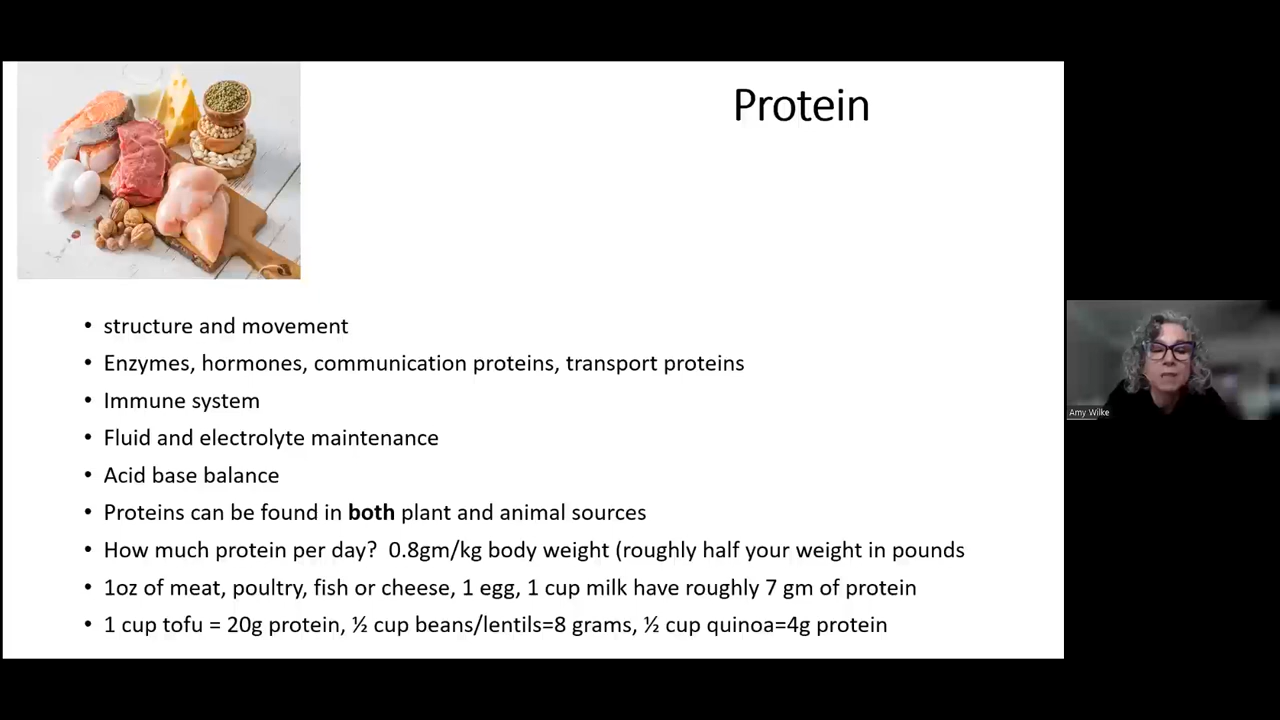 Protein
• structure and movement
• Enzymes, hormones, communication proteins, transport proteins
• Immune system
• Fluid and electrolyte maintenance
• Acid base balance
• Proteins can be found in both plant and animal sources
• How much protein per day?  0.8gm/kg body weight (roughly half your weight in pounds
• 1oz of meat, poultry, fish or cheese, 1 egg, 1 cup milk have roughly 7 gm of protein
• 1 cup tofu = 20g protein, ½ cup beans/lentils=8 grams, ½ cup quinoa=4g protein
Amy Wilke